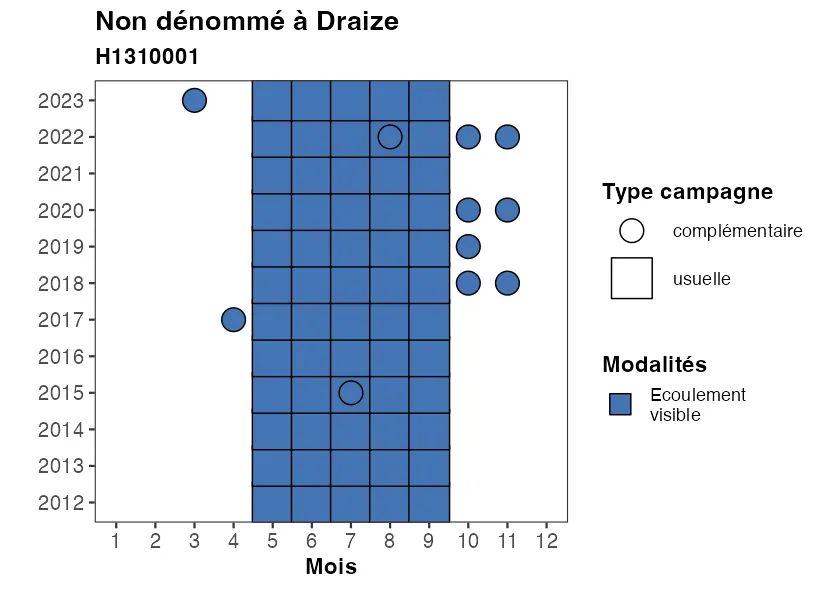 Non dénommé à Draize
H1310001
2023
2022
2021
2020
2019
2018
2017
2016
2015
2014
2013
2012
1 2 3 4 5 6 7 8 9 10 11 12
Mois
Type campagne
complémentaire
usuelle
Modalités
Ecoulement
visible